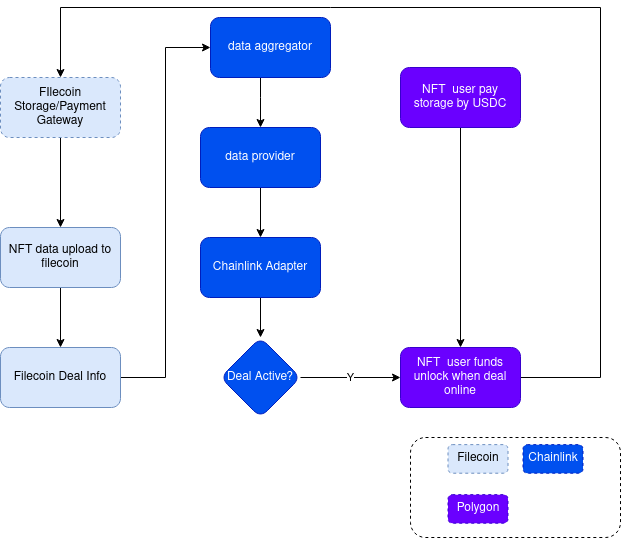 data aggregator
FIlecoin
Storage/Payment
Gateway
NFT  user pay
storage by USDC
data provider
NFT data upload to
filecoin
Chainlink Adapter
Filecoin Deal Info
Deal Active?
Y
NFT  user funds
unlock when deal
online
Filecoin
Chainlink
Polygon